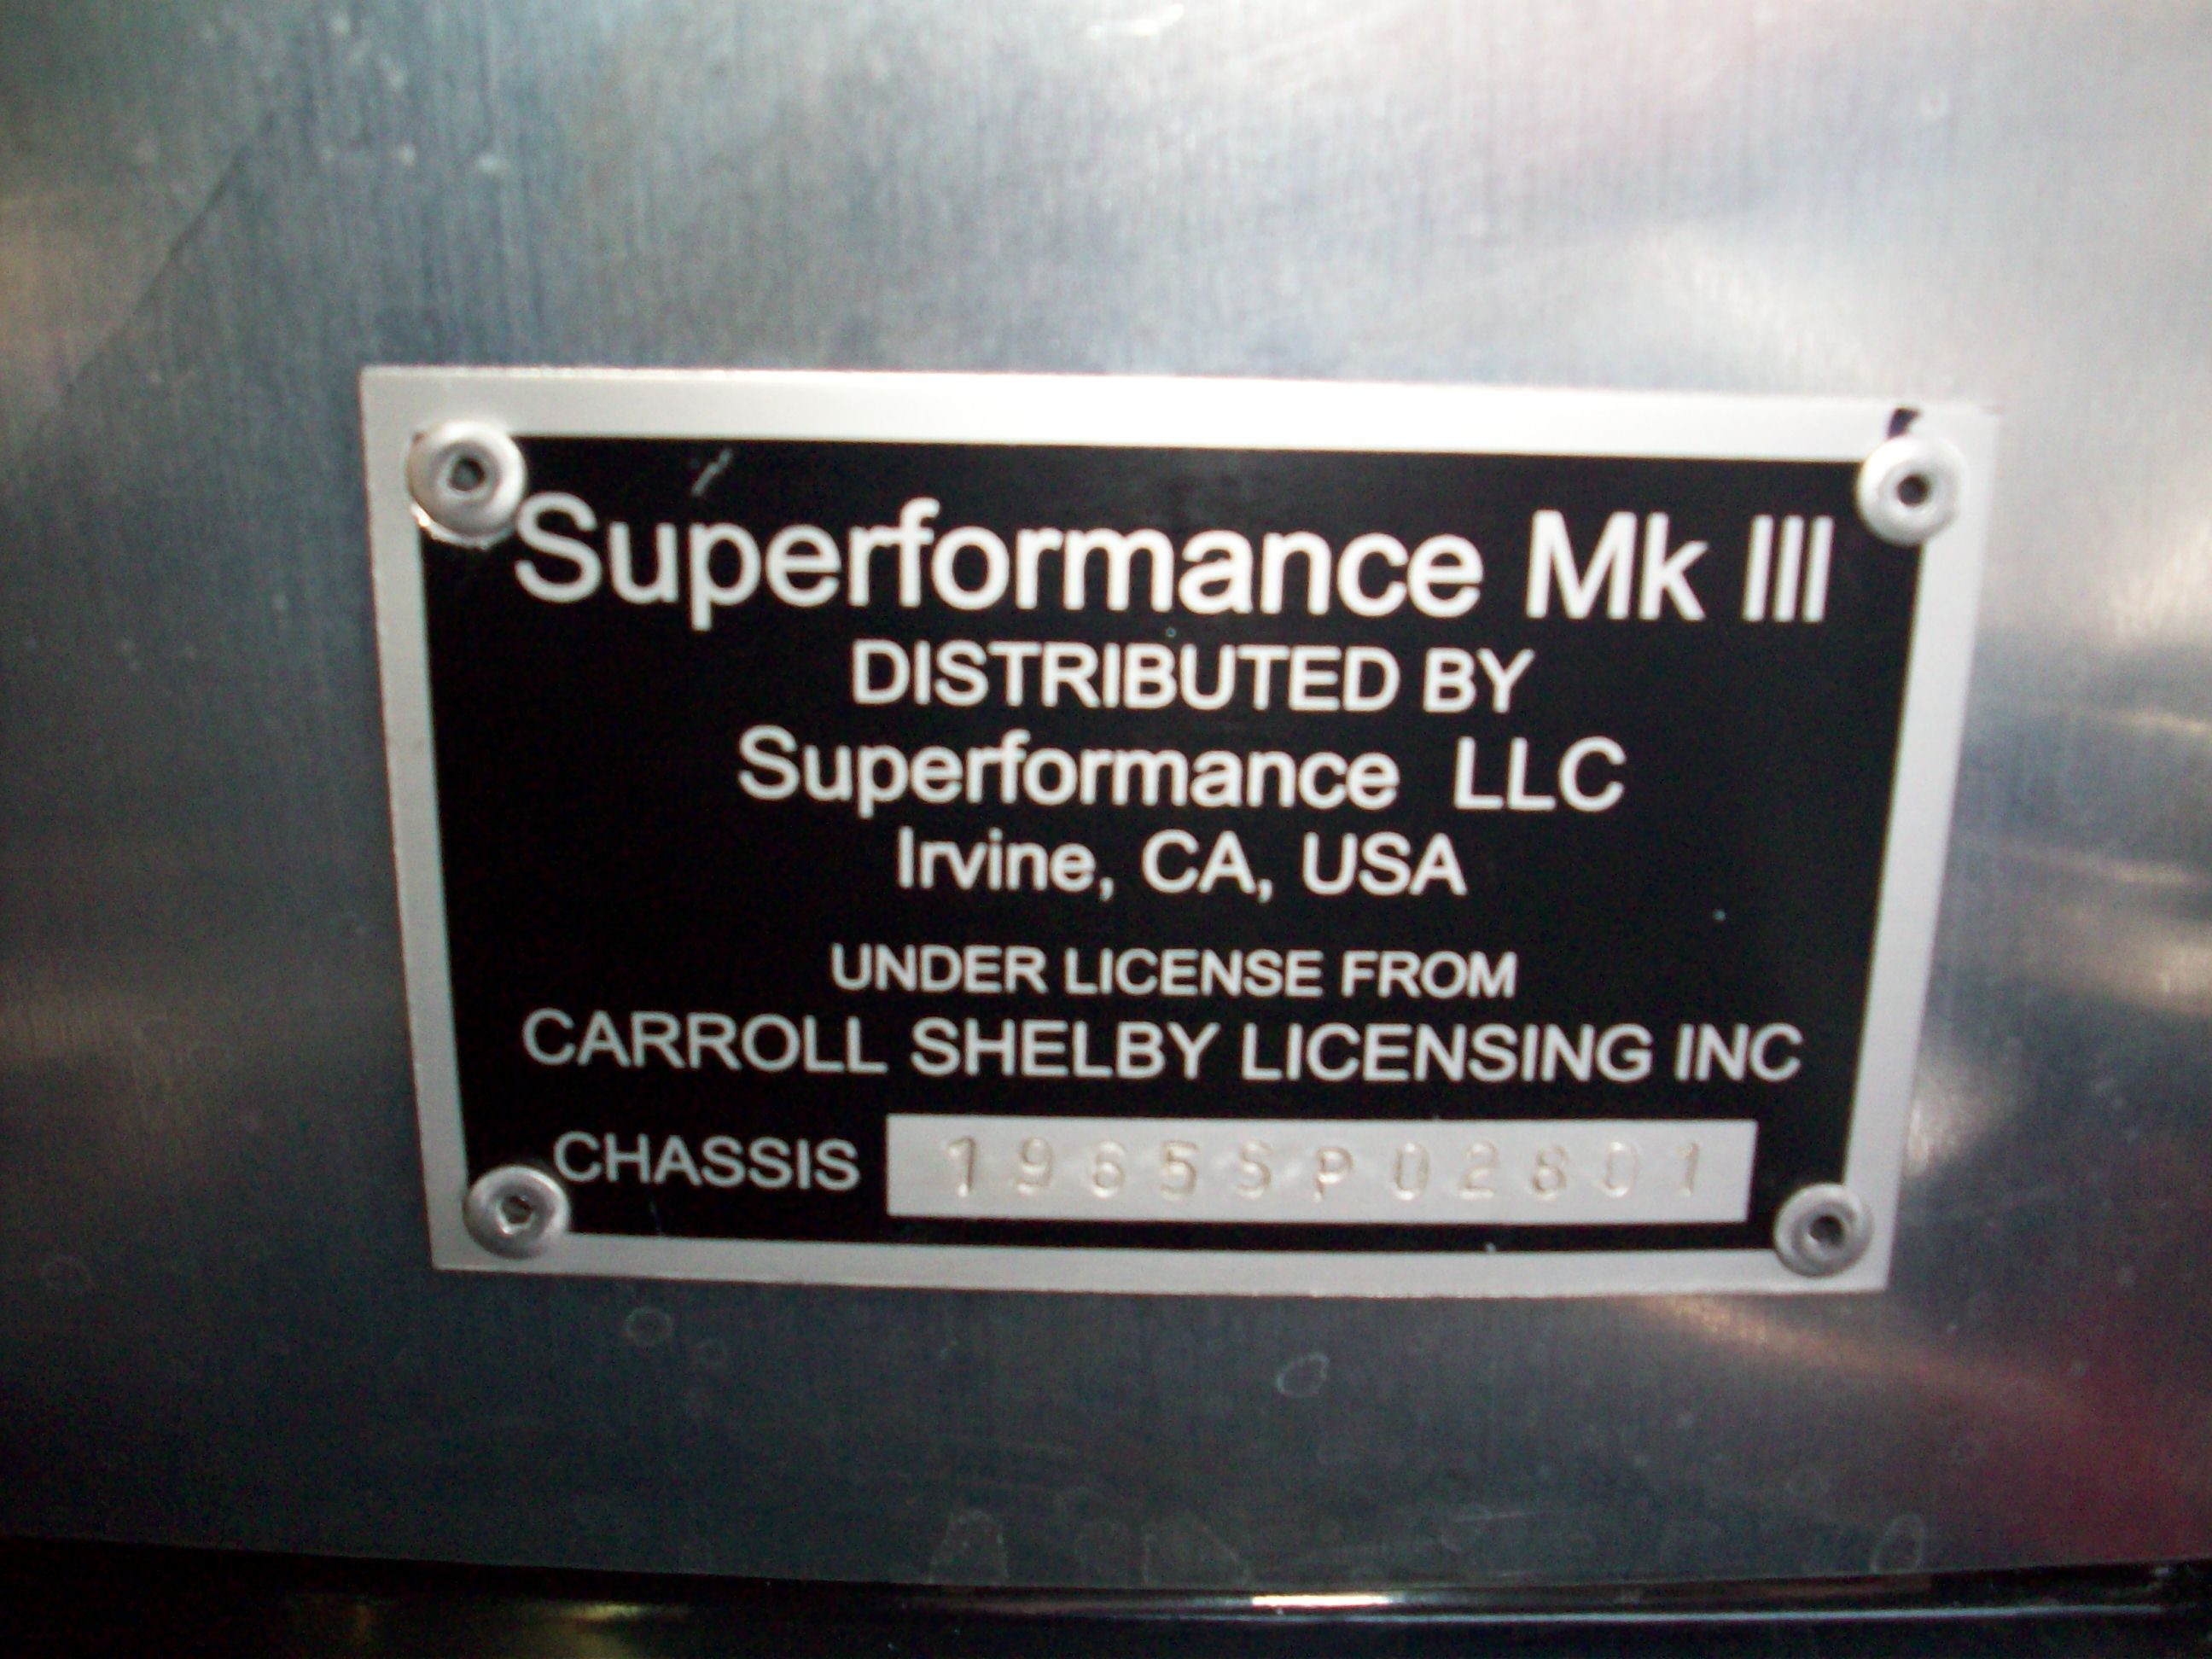 Superformance Mk III
DISTRIBUTED BY
Superformance LLC
Irvine, CA, USA
UNDER LICENSE FROM
CARROLL SHELBY LICENSING INC
CHASSIS 1965SP02601